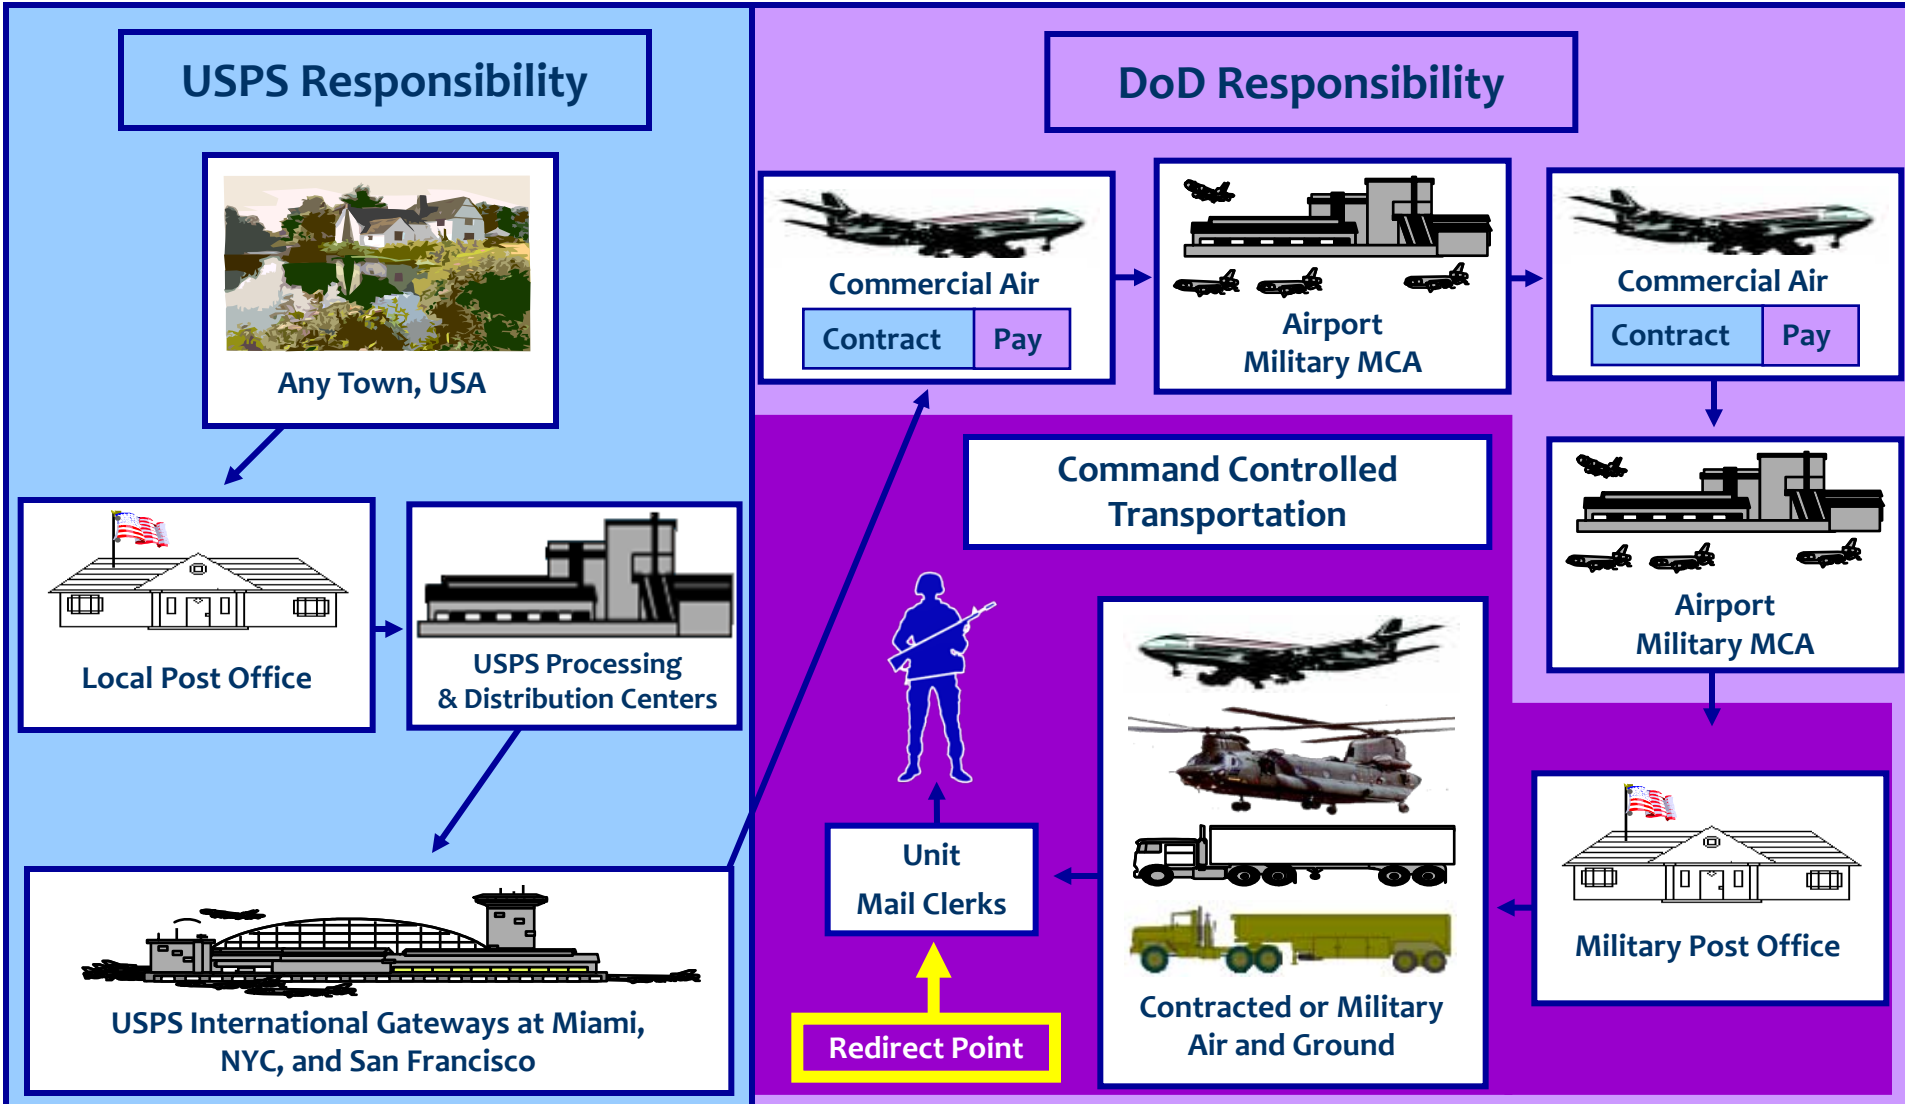 USPS Responsibility
Any Town, USA
Local Post Office
USPS Processing
& Distribution Centers
USPS International Gateways at Miami,
NYC, and San Francisco
DoD Responsibility
Commercial Air
Contract
Pay
Airport
Military MCA
Commercial Air
Contract
Pay
Airport
Military MCA
Command Controlled
Transportation
Military Post Office
Contracted or Military
Air and Ground
Unit
Mail Clerks
Redirect Point